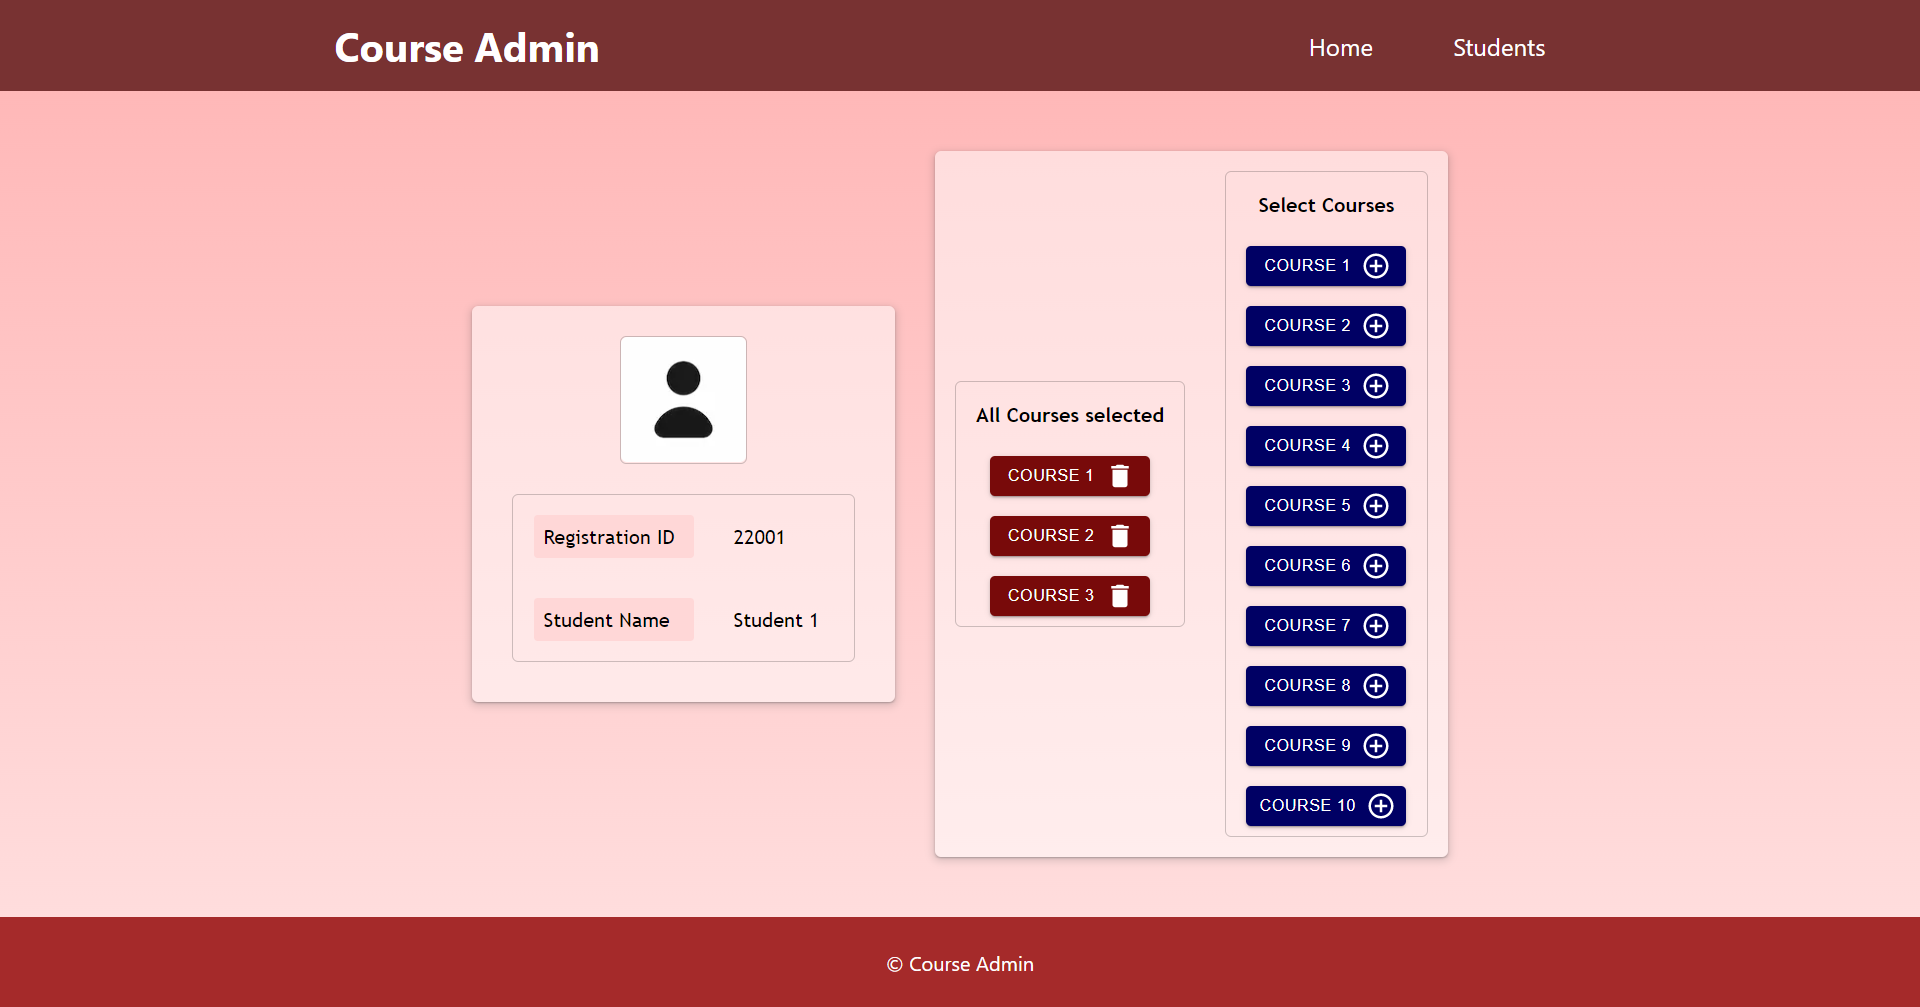 Course Admin
Home
Students
Registration ID
22001
Student Name
Student 1
All Courses selected
COURSE 1
COURSE 2
COURSE 3
Select Courses
COURSE 1
COURSE 2
COURSE 3
COURSE 4
COURSE 5
COURSE 6
COURSE 7
COURSE 8
COURSE 9
COURSE 10
© Course Admin